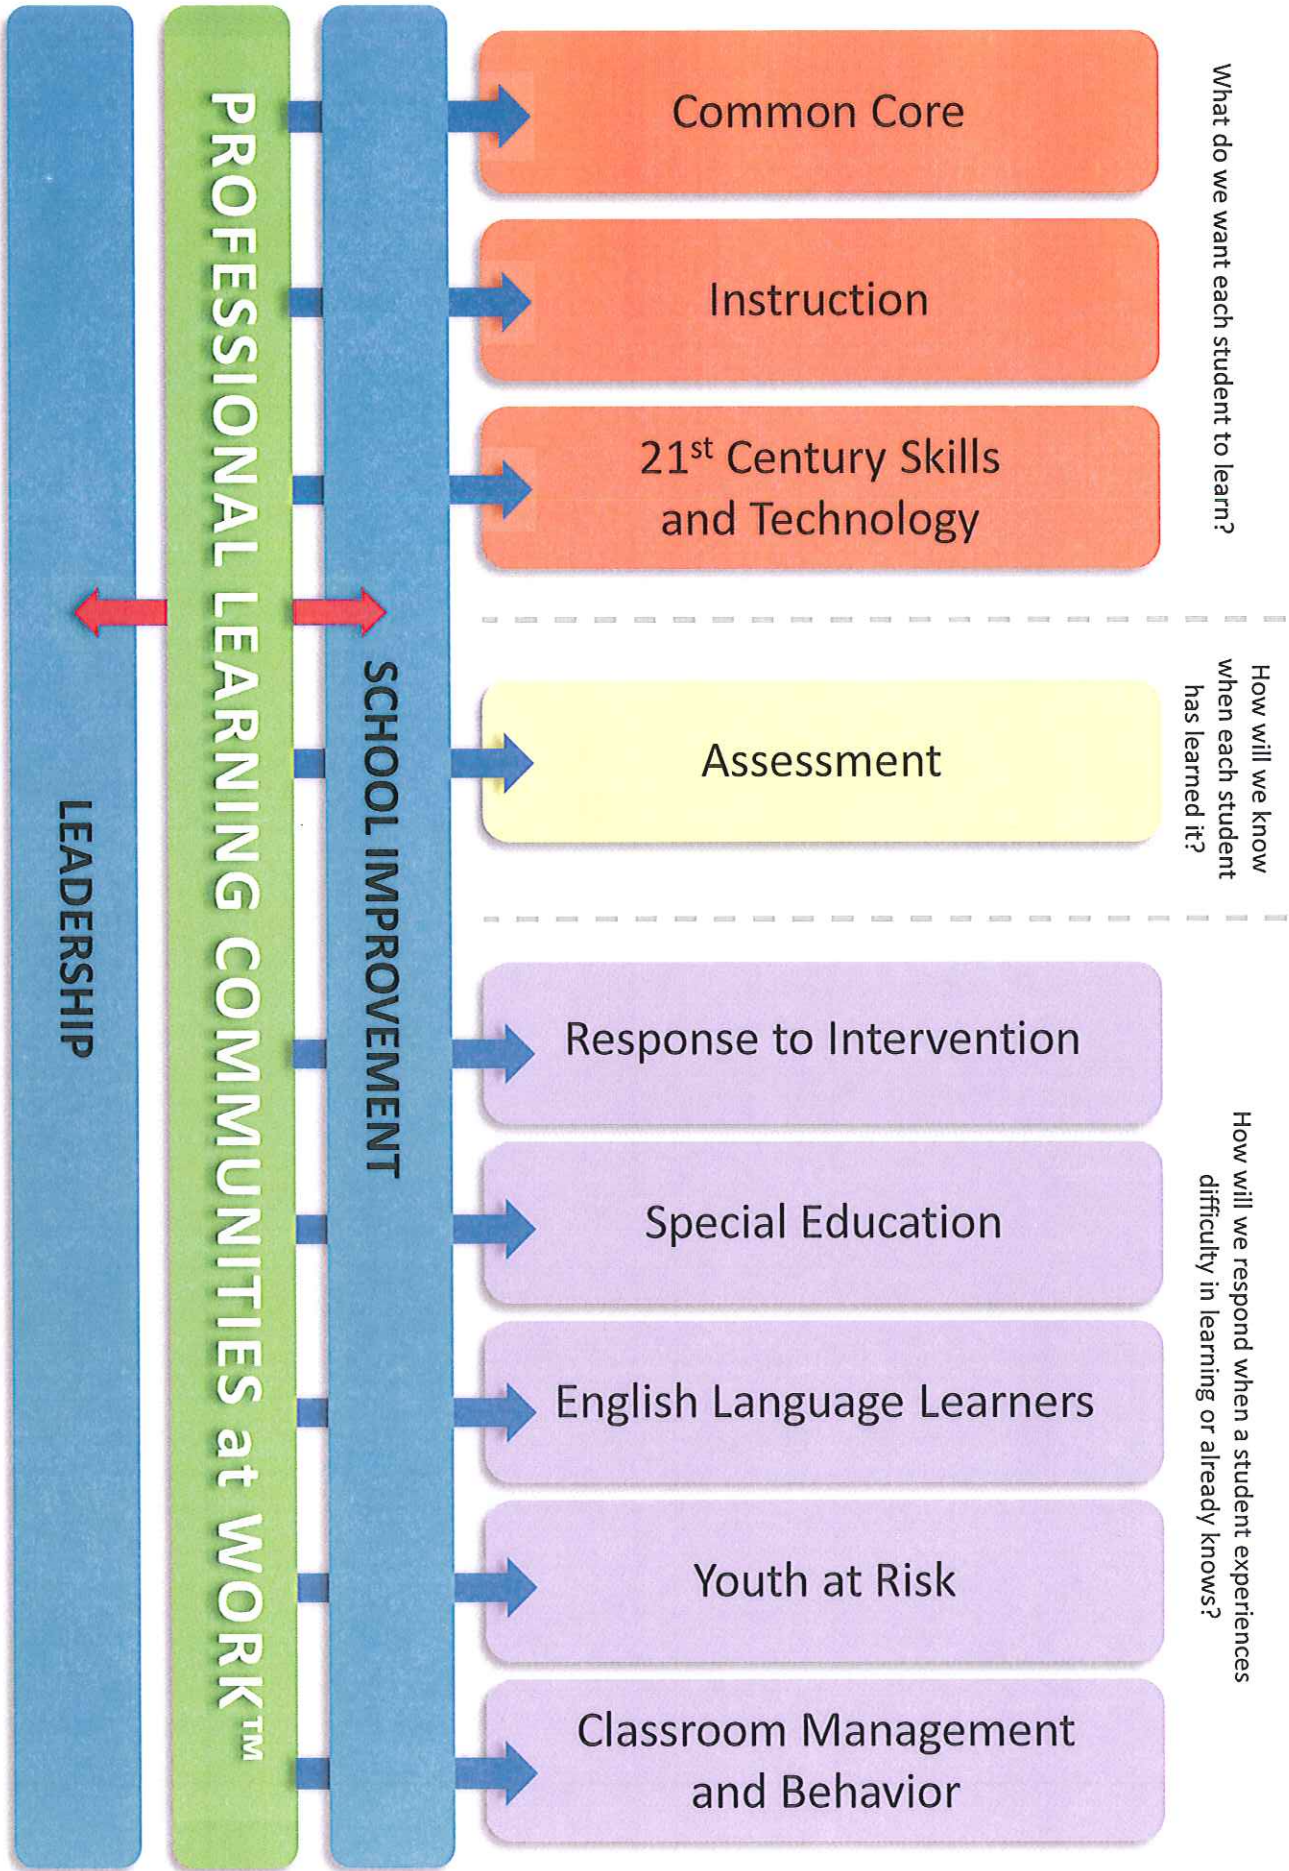 What do we want each student to learn?
Common Core
Instruction
21st Century Skills
and Technology
How will we know
when each student
has learned it?
Assessment
How will we respond when a student experiences
difficulty in learning or already knows?
Response to Intervention
Special Education
English Language Learners
Youth at Risk
Classroom Management
and Behavior
SCHOOL IMPROVEMENT
PROFESSIONAL LEARNING COMMUNITIES at WORK™
LEADERSHIP